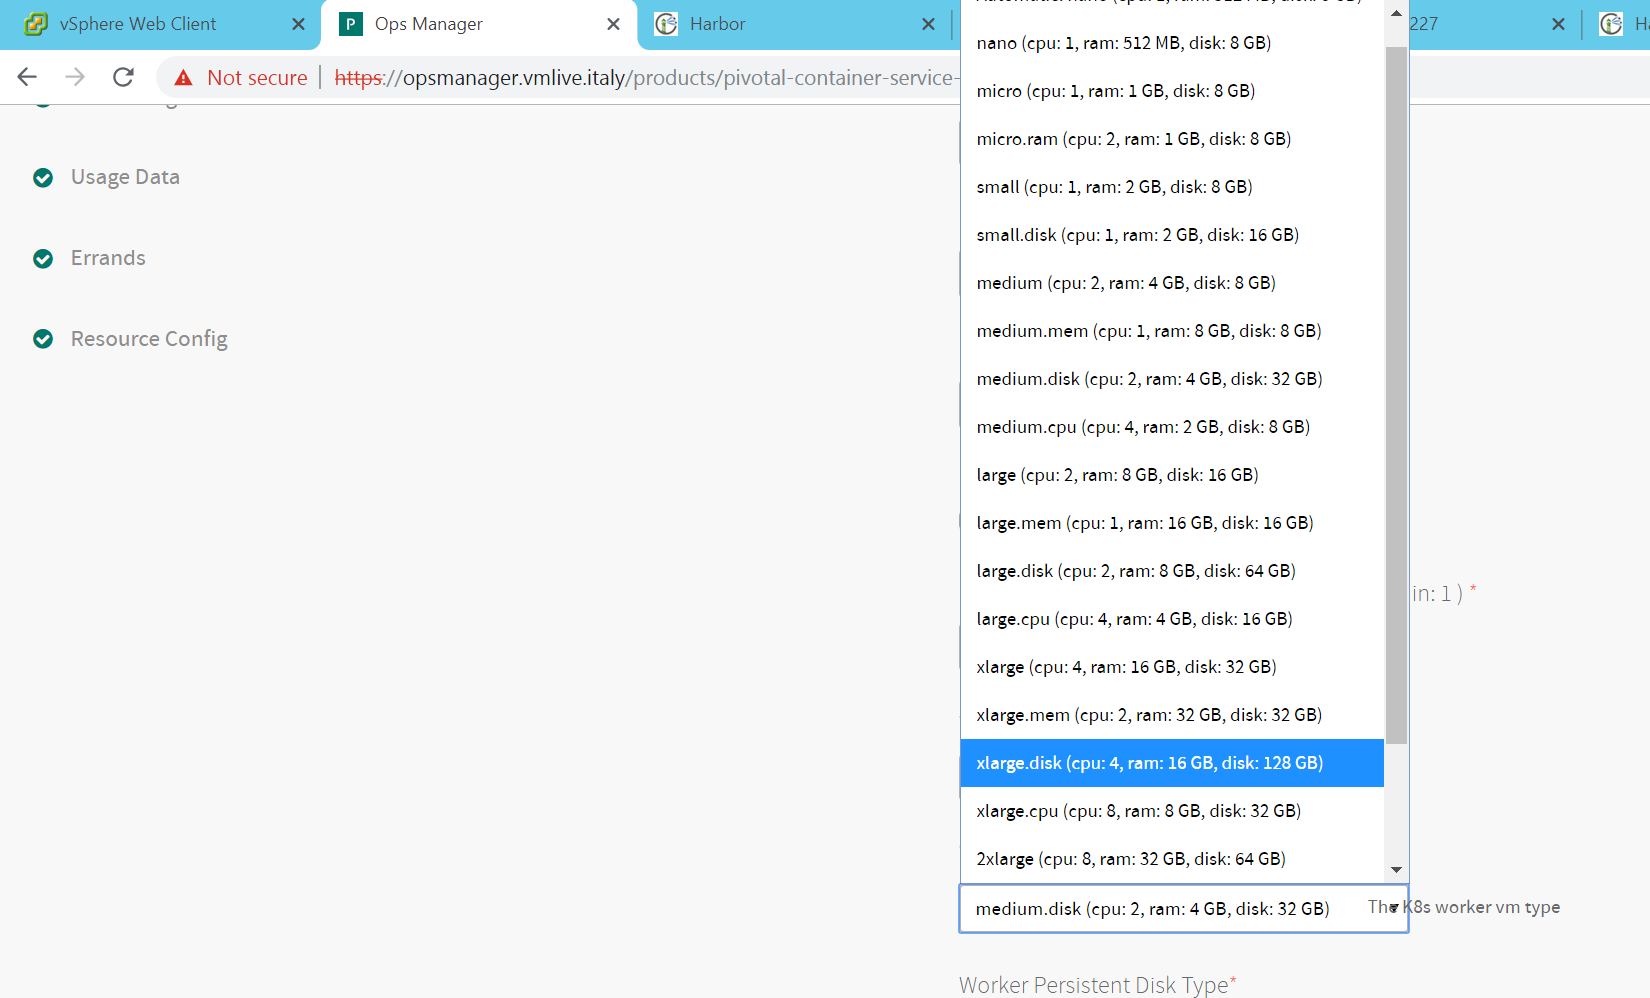 vSphere Web Client
Ops Manager
Harbor
227
Ha
Not secure
https://opsmanager.vmlive.italy/products/pivotal-container-service-
Usage Data
Errands
Resource Config
nano (cpu: 1, ram: 512 MB, disk: 8 GB)
micro (cpu: 1, ram: 1 GB, disk: 8 GB)
micro.ram (cpu: 2, ram: 1 GB, disk: 8 GB)
small (cpu: 1, ram: 2 GB, disk: 8 GB)
small.disk (cpu: 1, ram: 2 GB, disk: 16 GB)
medium (cpu: 2, ram: 4 GB, disk: 8 GB)
medium.mem (cpu: 1, ram: 8 GB, disk: 8 GB)
medium.disk (cpu: 2, ram: 4 GB, disk: 32 GB)
medium.cpu (cpu: 4, ram: 2 GB, disk: 8 GB)
large (cpu: 2, ram: 8 GB, disk: 16 GB)
large.mem (cpu: 1, ram: 16 GB, disk: 16 GB)
large.disk (cpu: 2, ram: 8 GB, disk: 64 GB)
in: 1 ) *
large.cpu (cpu: 4, ram: 4 GB, disk: 16 GB)
xlarge (cpu: 4, ram: 16 GB, disk: 32 GB)
xlarge.mem (cpu: 2, ram: 32 GB, disk: 32 GB)
xlarge.disk (cpu: 4, ram: 16 GB, disk: 128 GB)
xlarge.cpu (cpu: 8, ram: 8 GB, disk: 32 GB)
2xlarge (cpu: 8, ram: 32 GB, disk: 64 GB)
medium.disk (cpu: 2, ram: 4 GB, disk: 32 GB)
The K8s worker vm type
Worker Persistent Disk Type*